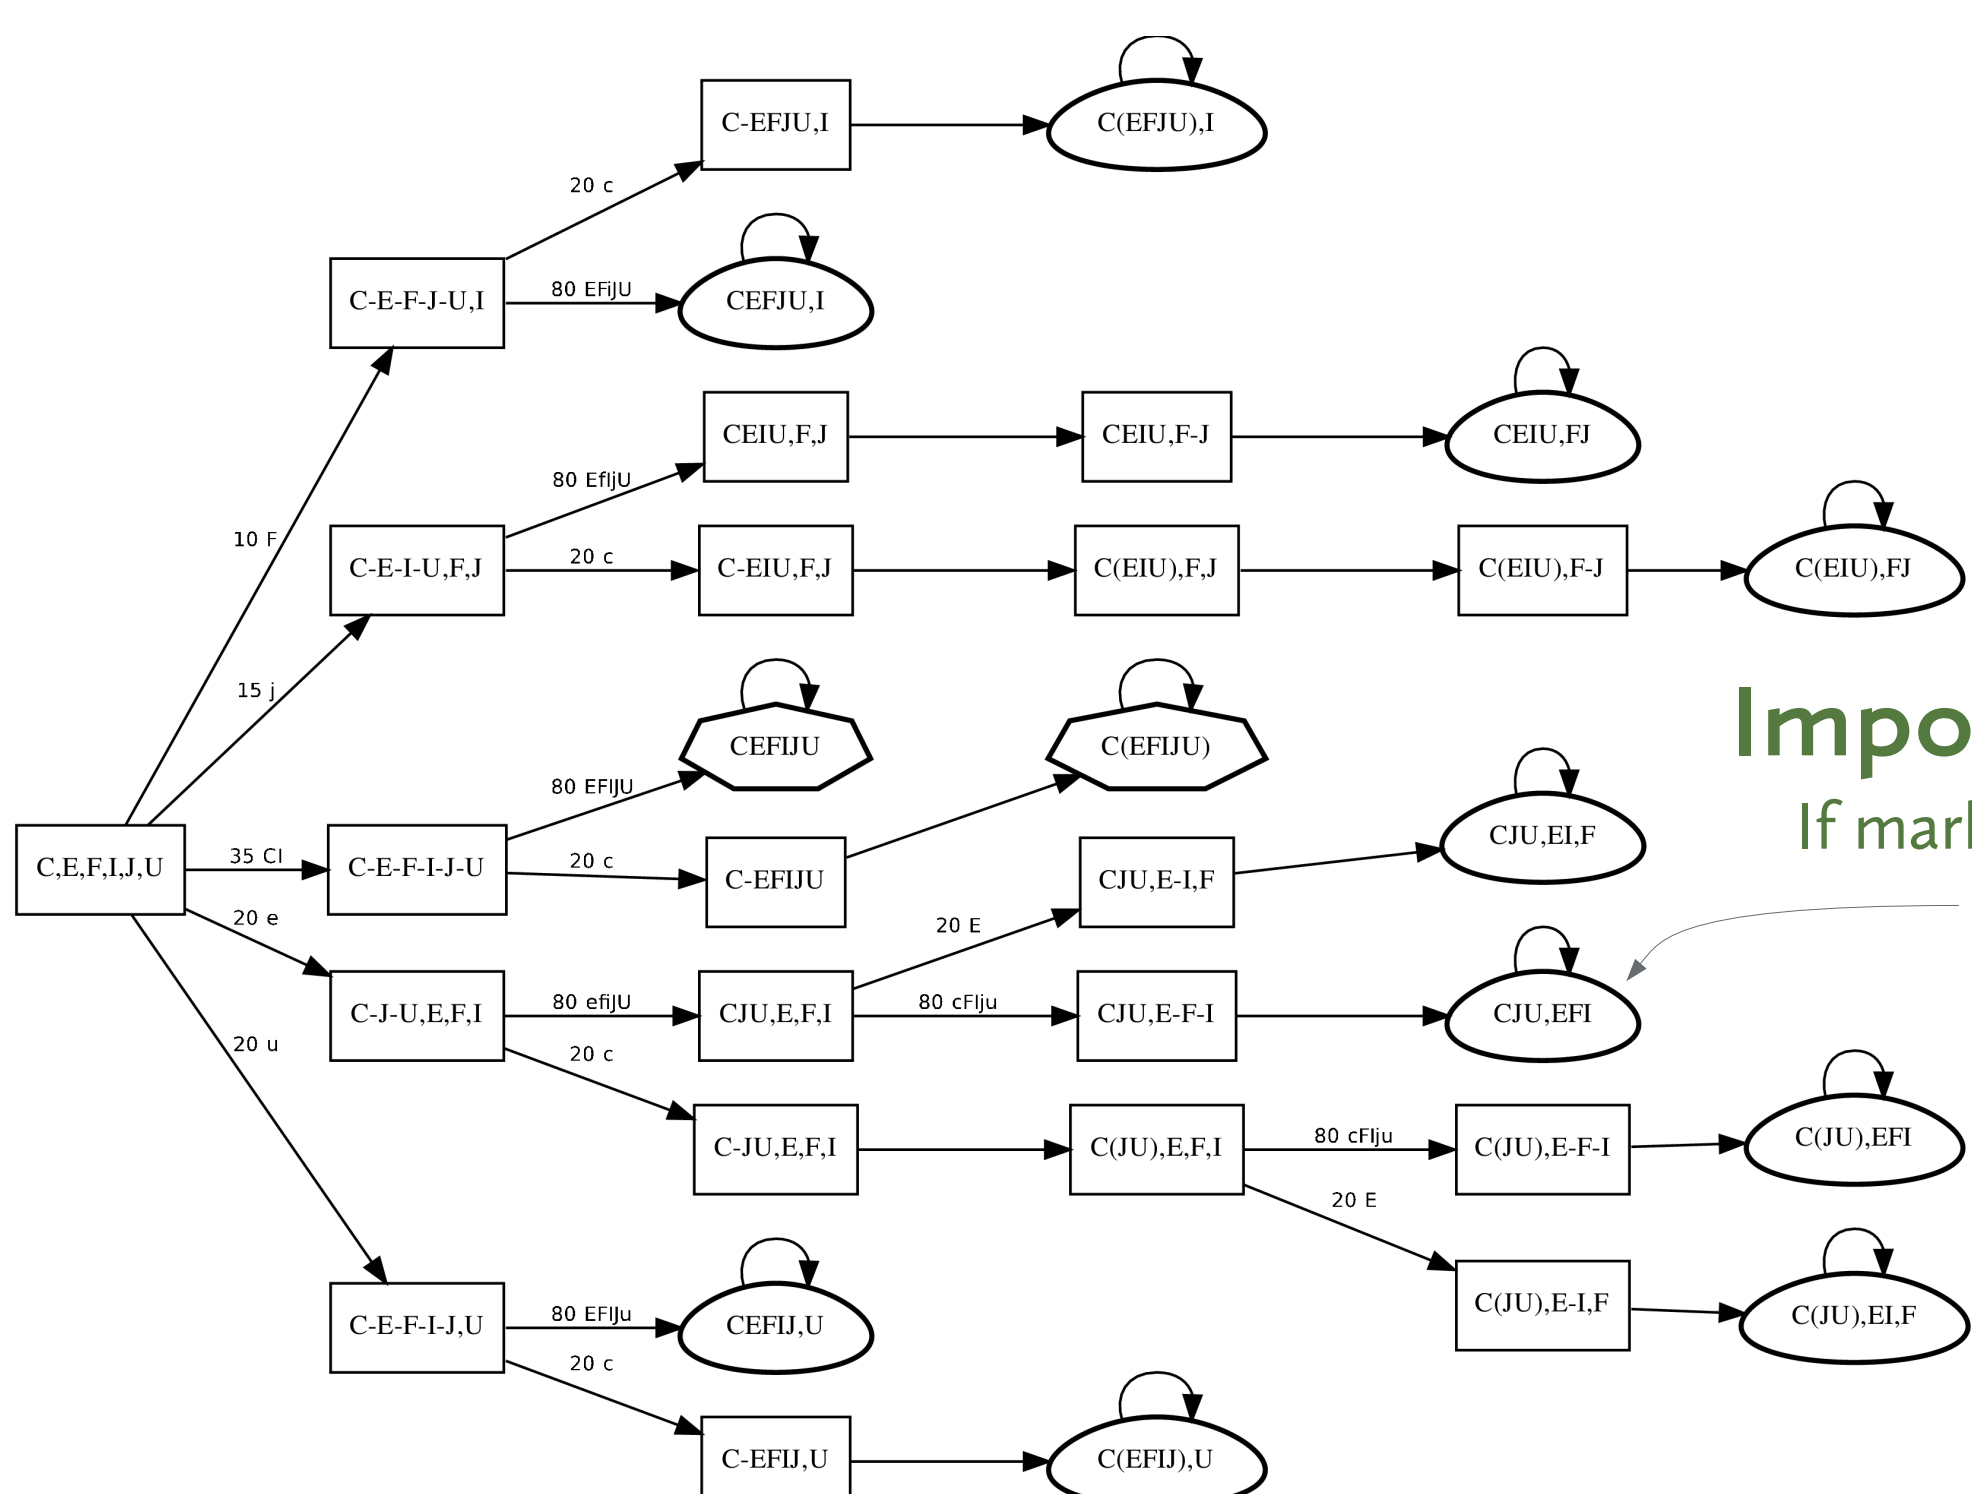 C-EFJU,I
C(EFJU),I
20 c
C-E-F-J-U,I
80 EFiJU
CEFJU,I
CEIU,F,J
CEIU,F-J
CEIU,FJ
80 EfIjU
10 F
C-E-I-U,F,J
20 c
C-EIU,F,J
C(EIU),F,J
C(EIU),F-J
C(EIU),FJ
15 j
CEFIJU
C(EFIJU)
80 EFIJU
Impo
If mar
CJU,EI,F
C,E,F,I,J,U
35 CI
C-E-F-I-J-U
20 c
C-EFIJU
CJU,E-I,F
20 e
20 E
C-J-U,E,F,I
80 efiJU
CJU,E,F,I
80 cFIju
CJU,E-F-I
CJU,EFI
20 u
20 c
C-JU,E,F,I
C(JU),E,F,I
80 cFIju
C(JU),E-F-I
C(JU),EFI
20 E
C(JU),E-I,F
C(JU),EI,F
C-E-F-I-J,U
80 EFIJu
CEFIJ,U
20 c
C-EFIJ,U
C(EFIJ),U